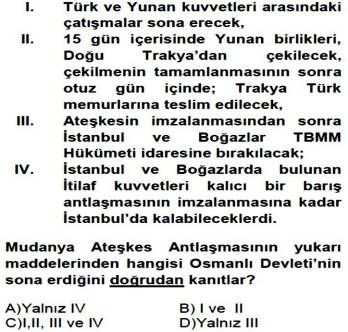 I. Türk ve Yunan kuvvetleri arasındaki
çatışmalar sona erecek,
II. 15 gün içerisinde Yunan birlikleri,
Doğu Trakya'dan çekilecek,
çekilmenin tamamlanmasının sonra
otuz gün içinde; Trakya Türk
memurlarına teslim edilecek,
III. Ateşkesin imzalanmasından sonra
İstanbul ve Boğazlar TBMM
Hükümeti idaresine bırakılacak;
IV. İstanbul ve Boğazlarda bulunan
İtilaf kuvvetleri kalıcı bir barış
antlaşmasının imzalanmasına kadar
İstanbul'da kalabileceklerdi.
Mudanya Ateşkes Antlaşmasının yukarı
maddelerinden hangisi Osmanlı Devleti'nin
sona erdiğini doğrudan kanıtlar?
A)Yalnız IV B) I ve II
C)I,II, III ve IV D)Yalnız III